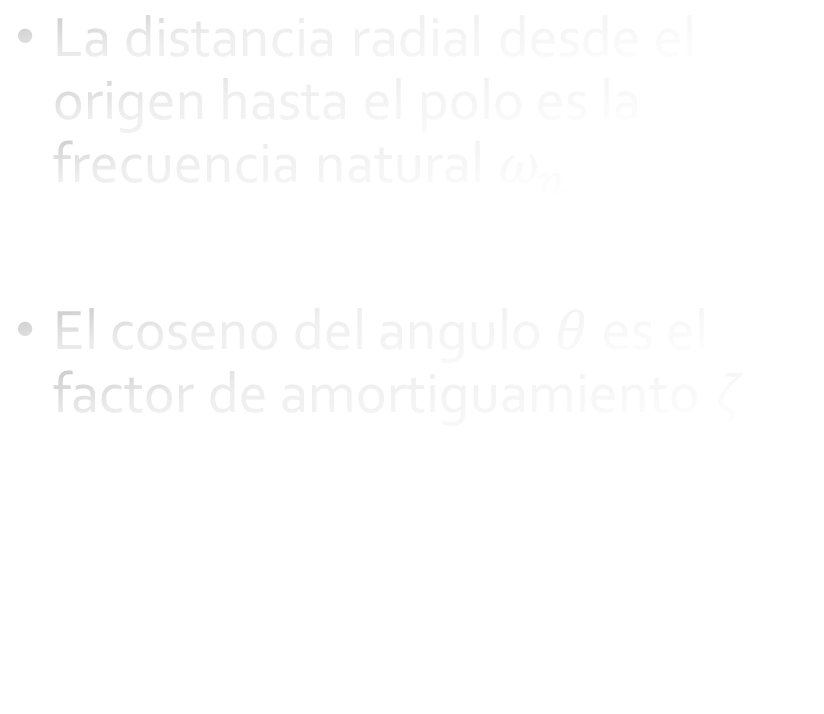 • La distancia radial desde el
origen hasta el polo es la
frecuencia natural ωₙ
• El coseno del angulo θ es el
factor de amortiguamiento ζ